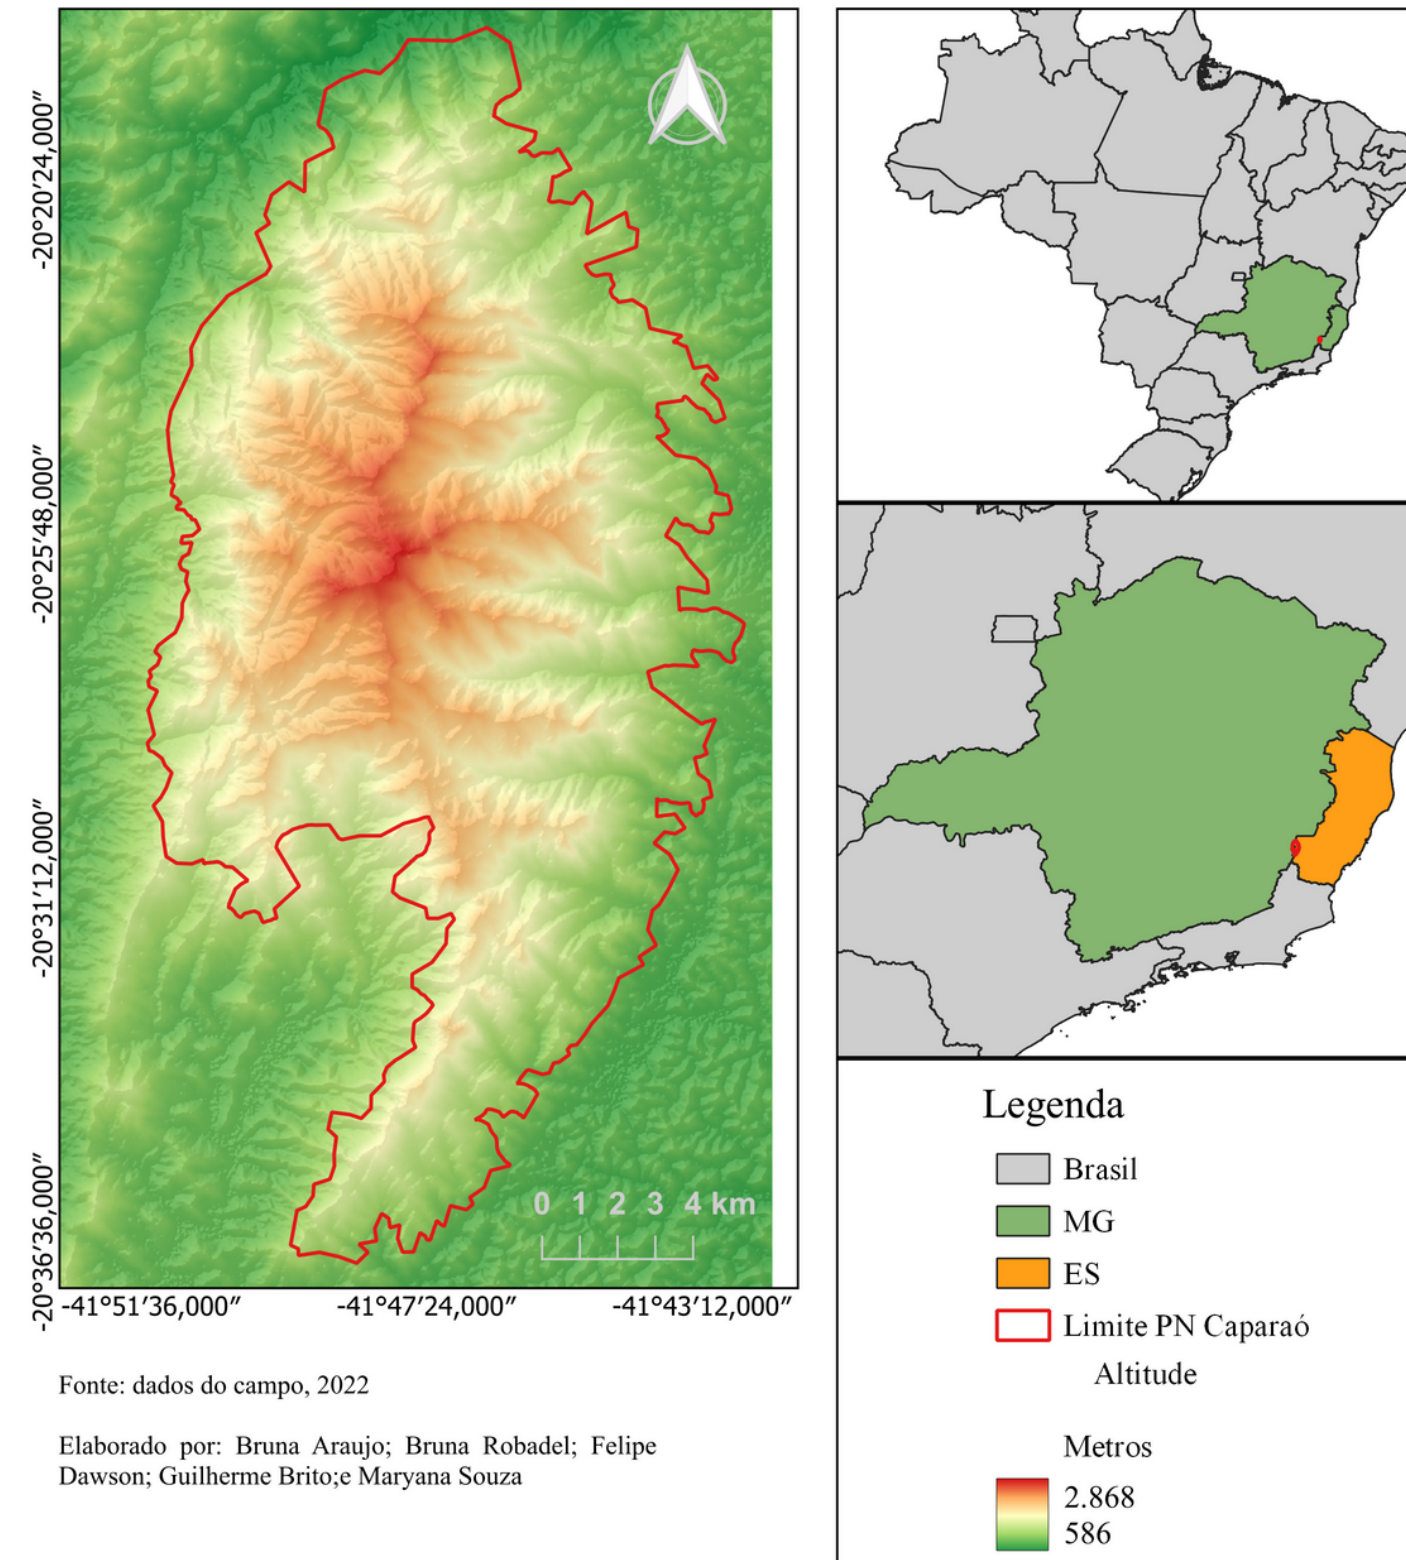 -20°20′24,000″
-20°25′48,000″
-20°31′12,000″
-20°36′36,000″
0 1 2 3 4 km
-41°51′36,000″ -41°47′24,000″ -41°43′12,000″
Fonte: dados do campo, 2022
Elaborado por: Bruna Araujo; Bruna Robadel; Felipe
Dawson; Guilherme Brito;e Maryana Souza
Legenda
Brasil
MG
ES
Limite PN Caparaó
Altitude
Metros
2.868
586